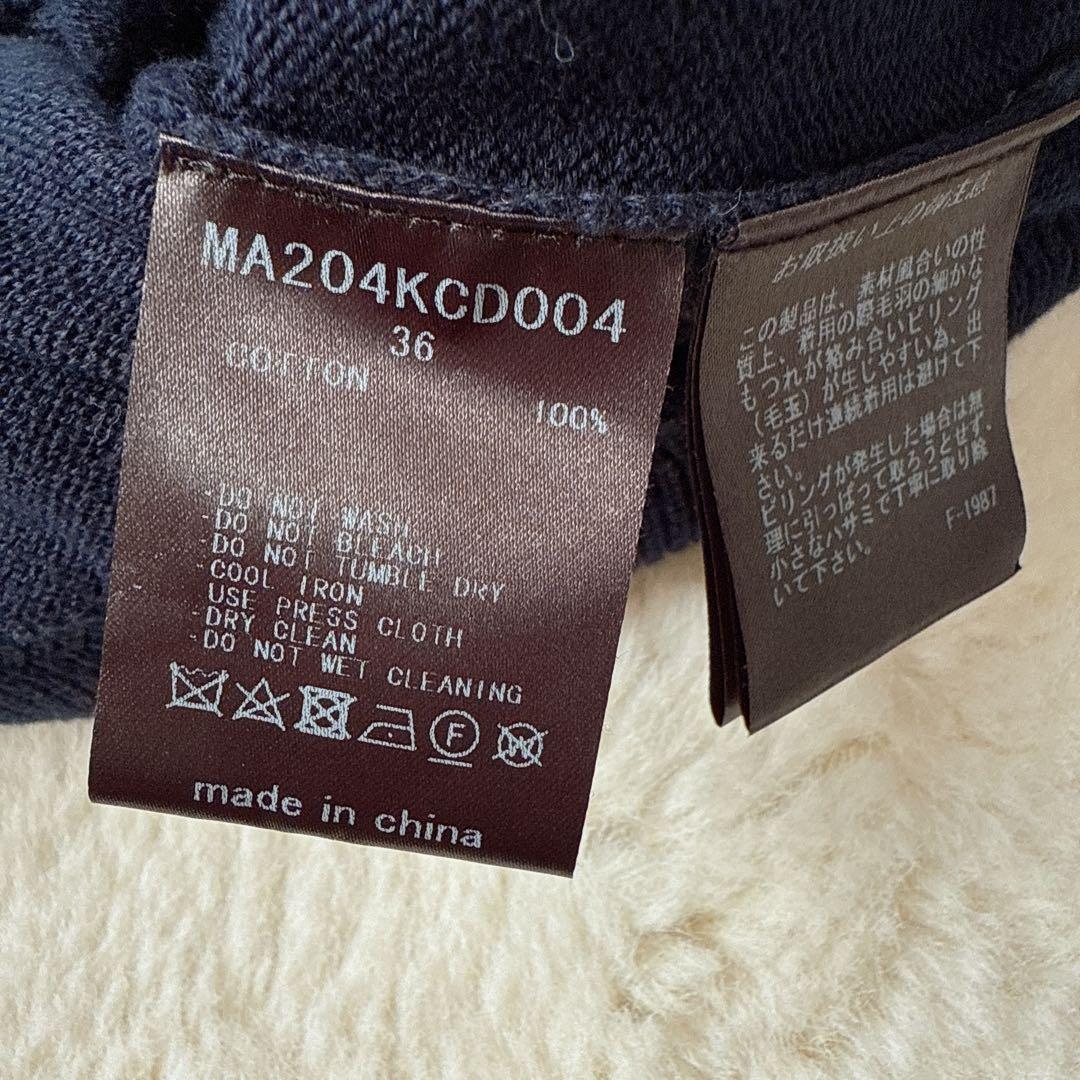 MA204KCD004
36
COTTON
100%
-DO NOT WASH
-DO NOT BLEACH
-DO NOT TUMBLE DRY
-COOL IRON
USE PRESS CLOTH
-DRY CLEAN
-DO NOT WET CLEANING
F W
made in china
お取扱い上の御注意
この製品は、素材風合いの性
質上、着用の際毛羽の細かな
もつれが絡み合いピリング
(毛玉)が生じやすい為、出
来るだけ連続着用は避けて下
さい。
ピリングが発生した場合は無
理に引っぱって取ろうとせず、
小さなハサミで丁寧に取り除
いて下さい。
F-1987